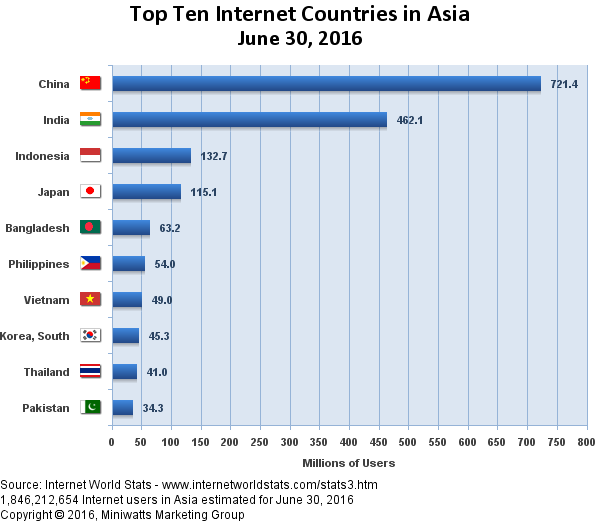 Top Ten Internet Countries in Asia
June 30, 2016
China 721.4
India 462.1
Indonesia 132.7
Japan 115.1
Bangladesh 63.2
Philippines 54.0
Vietnam 49.0
Korea, South 45.3
Thailand 41.0
Pakistan 34.3
0 50 100 150 200 250 300 350 400 450 500 550 600 650 700 750 800
Millions of Users
Source: Internet World Stats - www.internetworldstats.com/stats3.htm
1,846,212,654 Internet users in Asia estimated for June 30, 2016
Copyright © 2016, Miniwatts Marketing Group